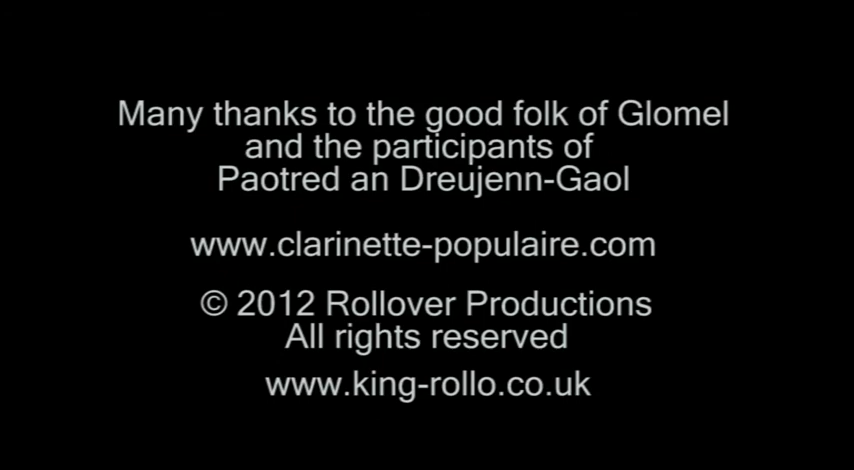 Many thanks to the good folk of Glomel
and the participants of
Paotred an Dreujenn-Gaol
www.clarinette-populaire.com
© 2012 Rollover Productions
All rights reserved
www.king-rollo.co.uk